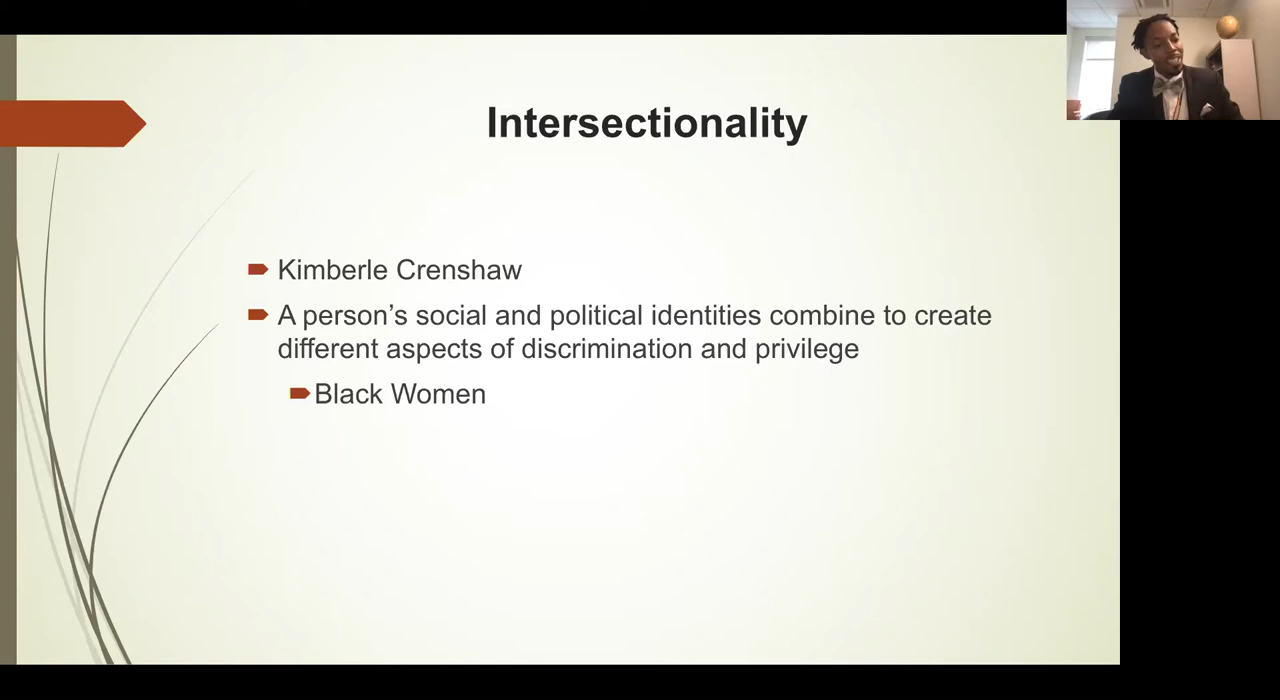 Intersectionality
Kimberle Crenshaw
A person’s social and political identities combine to create
different aspects of discrimination and privilege
Black Women